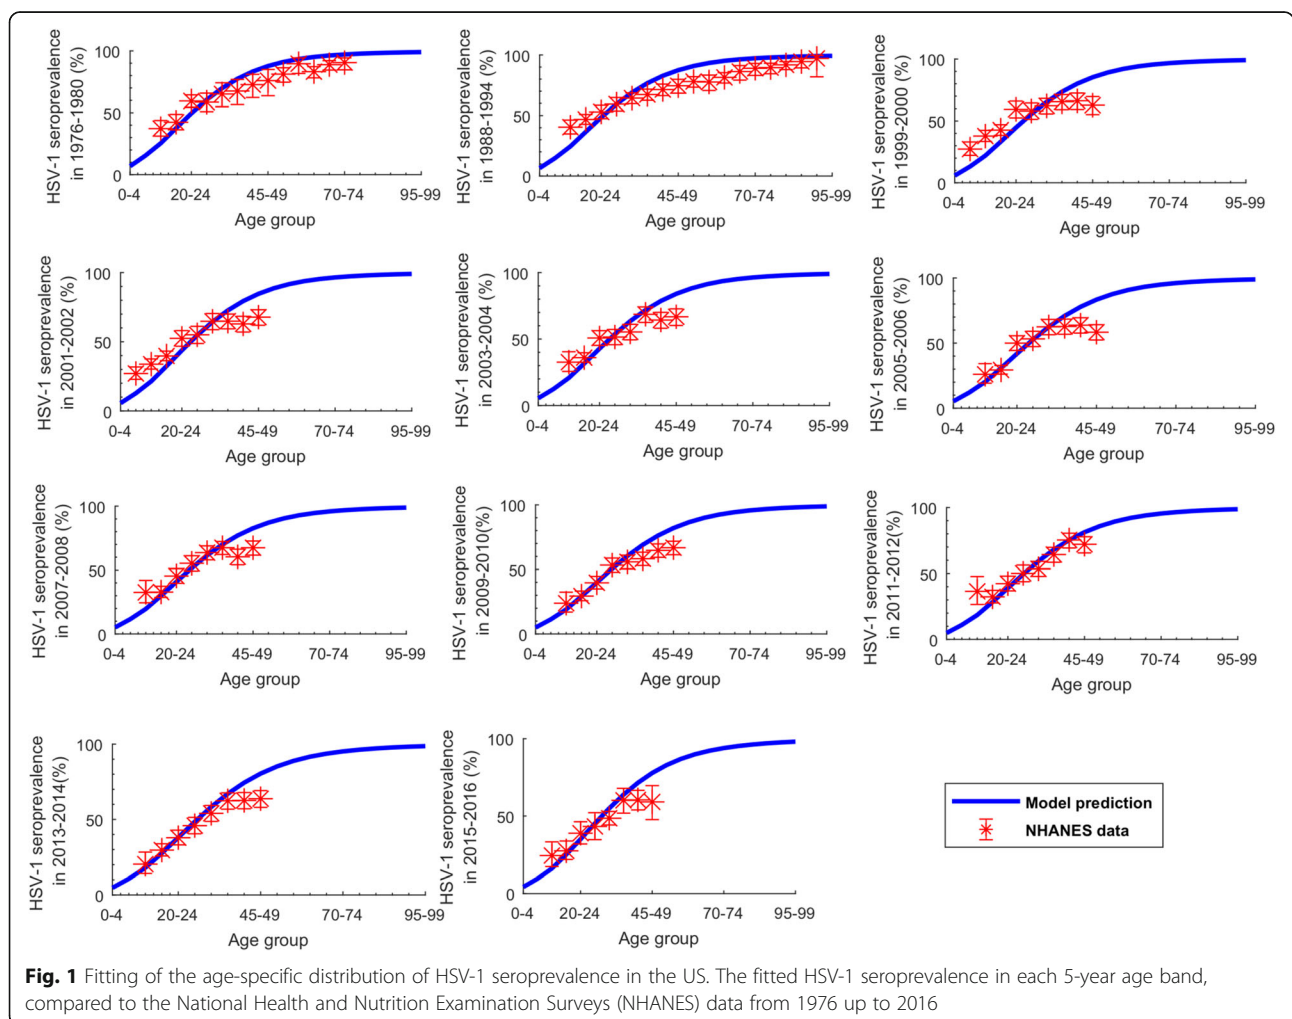 HSV-1 seroprevalence
in 1976-1980 (%)
100
50
0
0-4 20-24 45-49 70-74 95-99
Age group
HSV-1 seroprevalence
in 1988-1994 (%)
100
50
0
0-4 20-24 45-49 70-74 95-99
Age group
HSV-1 seroprevalence
in 1999-2000 (%)
100
50
0
0-4 20-24 45-49 70-74 95-99
Age group
HSV-1 seroprevalence
in 2001-2002 (%)
100
50
0
0-4 20-24 45-49 70-74 95-99
Age group
HSV-1 seroprevalence
in 2003-2004 (%)
100
50
0
0-4 20-24 45-49 70-74 95-99
Age group
HSV-1 seroprevalence
in 2005-2006 (%)
100
50
0
0-4 20-24 45-49 70-74 95-99
Age group
HSV-1 seroprevalence
in 2007-2008 (%)
100
50
0
0-4 20-24 45-49 70-74 95-99
Age group
HSV-1 seroprevalence
in 2009-2010(%)
100
50
0
0-4 20-24 45-49 70-74 95-99
Age group
HSV-1 seroprevalence
in 2011-2012(%)
100
50
0
0-4 20-24 45-49 70-74 95-99
Age group
HSV-1 seroprevalence
in 2013-2014(%)
100
50
0
0-4 20-24 45-49 70-74 95-99
Age group
HSV-1 seroprevalence
in 2015-2016 (%)
100
50
0
0-4 20-24 45-49 70-74 95-99
Age group
Model prediction
NHANES data
Fig. 1 Fitting of the age-specific distribution of HSV-1 seroprevalence in the US. The fitted HSV-1 seroprevalence in each 5-year age band,
compared to the National Health and Nutrition Examination Surveys (NHANES) data from 1976 up to 2016